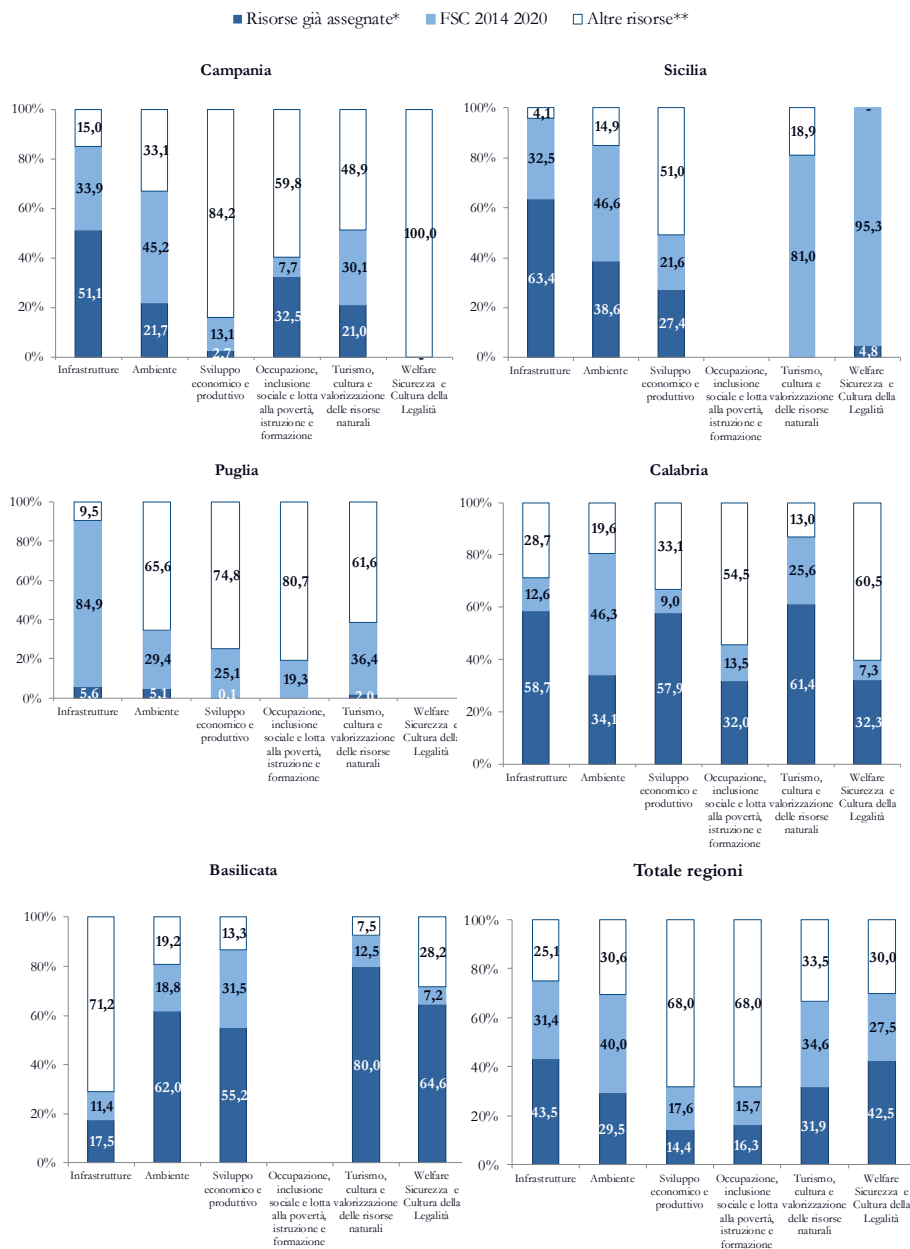 Risorse già assegnate* FSC 2014 2020 Altre risorse**
Campania
100%
80%
60%
40%
20%
0%
15,0
33,9
51,1
33,1
45,2
21,7
84,2
13,1
2,7
59,8
7,7
32,5
48,9
30,1
21,0
100,0
-
Infrastrutture
Ambiente
Sviluppo
economico e
produttivo
Occupazione,
inclusione
sociale e lotta
alla povertà,
istruzione e
formazione
Turismo,
cultura e
valorizzazione
delle risorse
naturali
Welfare
Sicurezza e
Cultura della
Legalità
Sicilia
100%
80%
60%
40%
20%
0%
4,1
32,5
63,4
14,9
46,6
38,6
51,0
21,6
27,4
18,9
81,0
-
95,3
4,8
Infrastrutture
Ambiente
Sviluppo
economico e
produttivo
Occupazione,
inclusione
sociale e lotta
alla povertà,
istruzione e
formazione
Turismo,
cultura e
valorizzazione
delle risorse
naturali
Welfare
Sicurezza e
Cultura della
Legalità
Puglia
100%
80%
60%
40%
20%
0%
9,5
84,9
5,6
65,6
29,4
5,1
74,8
25,1
0,1
80,7
19,3
61,6
36,4
2,0
Infrastrutture
Ambiente
Sviluppo
economico e
produttivo
Occupazione,
inclusione
sociale e lotta
alla povertà,
istruzione e
formazione
Turismo,
cultura e
valorizzazione
delle risorse
naturali
Welfare
Sicurezza e
Cultura dell
Legalità
Calabria
100%
80%
60%
40%
20%
0%
28,7
12,6
58,7
19,6
46,3
34,1
33,1
9,0
57,9
54,5
13,5
32,0
13,0
25,6
61,4
60,5
7,3
32,3
Infrastrutture
Ambiente
Sviluppo
economico e
produttivo
Occupazione,
inclusione
sociale e lotta
alla povertà,
istruzione e
formazione
Turismo,
cultura e
valorizzazione
delle risorse
naturali
Welfare
Sicurezza e
Cultura della
Legalità
Basilicata
100%
80%
60%
40%
20%
0%
71,2
11,4
17,5
19,2
18,8
62,0
13,3
31,5
55,2
7,5
12,5
80,0
28,2
7,2
64,6
Infrastrutture
Ambiente
Sviluppo
economico e
produttivo
Occupazione,
inclusione
sociale e lotta
alla povertà,
istruzione e
formazione
Turismo,
cultura e
valorizzazione
delle risorse
naturali
Welfare
Sicurezza e
Cultura della
Legalità
Totale regioni
100%
80%
60%
40%
20%
0%
25,1
31,4
43,5
30,6
40,0
29,5
68,0
17,6
14,4
68,0
15,7
16,3
33,5
34,6
31,9
30,0
27,5
42,5
Infrastrutture
Ambiente
Sviluppo
economico e
produttivo
Occupazione,
inclusione
sociale e lotta
alla povertà,
istruzione e
formazione
Turismo,
cultura e
valorizzazione
delle risorse
naturali
Welfare
Sicurezza e
Cultura della
Legalità